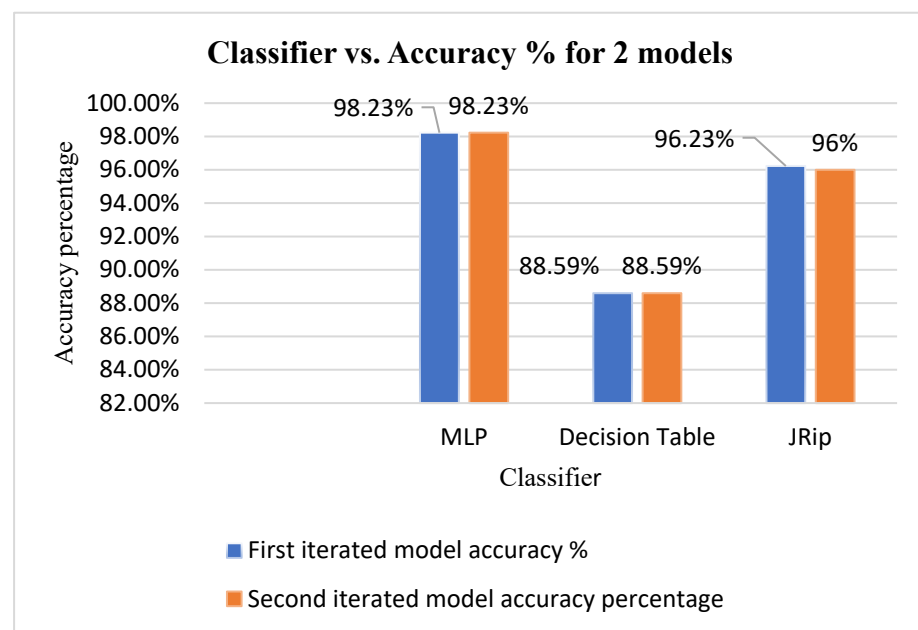 Classifier vs. Accuracy % for 2 models
Accuracy percentage
100.00%
98.00%
96.00%
94.00%
92.00%
90.00%
88.00%
86.00%
84.00%
82.00%
98.23% 98.23%
88.59% 88.59%
96.23% 96%
MLP Decision Table JRip
Classifier
First iterated model accuracy %
Second iterated model accuracy percentage